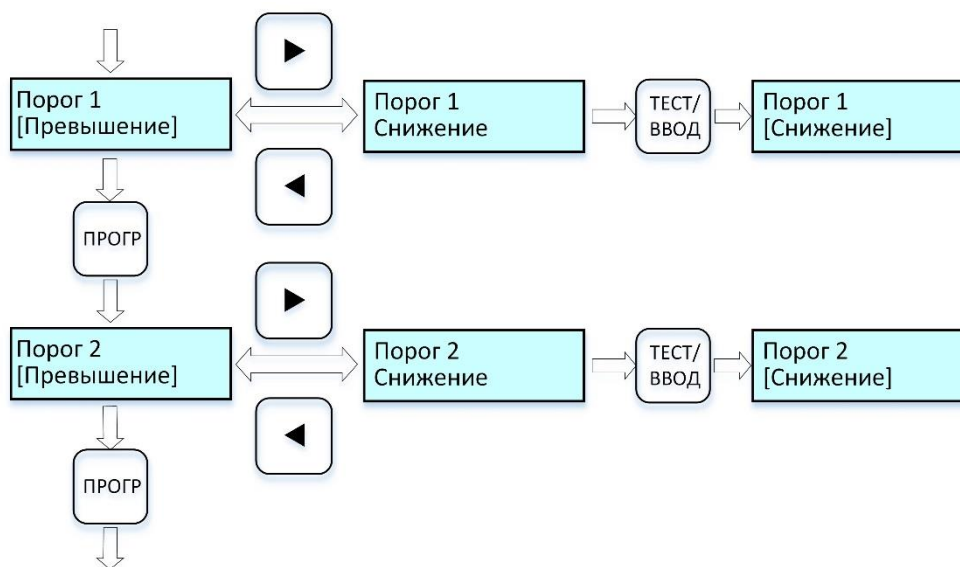 Порог 1
[Превышение]
Порог 1
Снижение
ТЕСТ/
ВВОД
Порог 1
[Снижение]
ПРОГР
Порог 2
[Превышение]
Порог 2
Снижение
ТЕСТ/
ВВОД
Порог 2
[Снижение]
ПРОГР